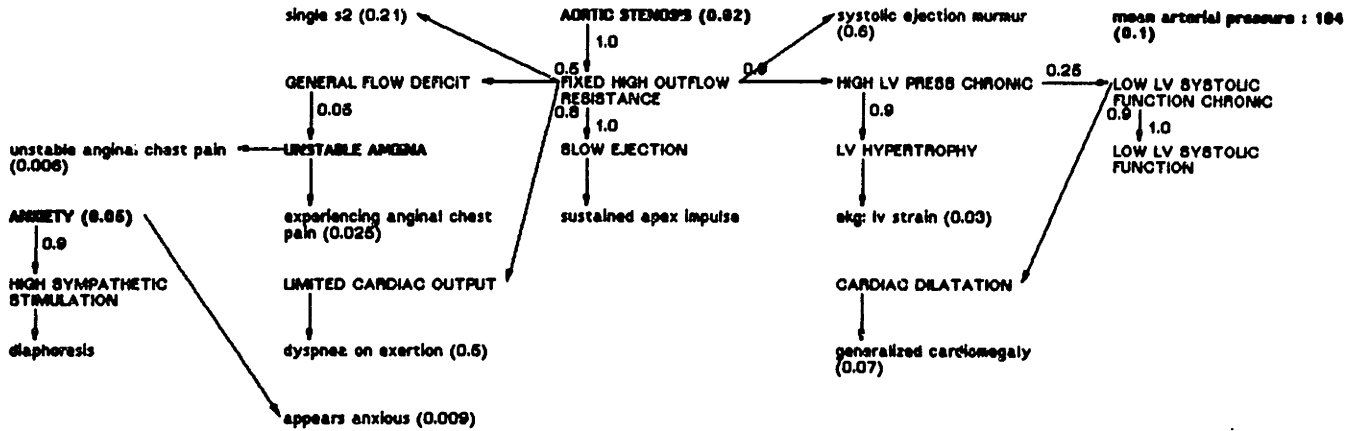 single s2 (0.21)
AORTIC STENOSIS (0.02)
systolic ejection murmur
(0.6)
mean arterial pressure : 184
(0.1)
1.0
0.5
0.9
GENERAL FLOW DEFICIT
FIXED HIGH OUTFLOW
RESISTANCE
HIGH LV PRESS CHRONIC
0.25
LOW LV SYSTOLIC
FUNCTION CHRONIC
0.05
0.8
1.0
0.9
0.9
1.0
unstable anginal chest pain
(0.006)
UNSTABLE ANGINA
SLOW EJECTION
LV HYPERTROPHY
LOW LV SYSTOLIC
FUNCTION
ANXIETY (0.05)
experiencing anginal chest
pain (0.025)
sustained apex impulse
ekg: lv strain (0.03)
0.9
HIGH SYMPATHETIC
STIMULATION
LIMITED CARDIAC OUTPUT
CARDIAC DILATATION
diaphoresis
dyspnea on exertion (0.5)
generalized cardiomegaly
(0.07)
appears anxious (0.009)